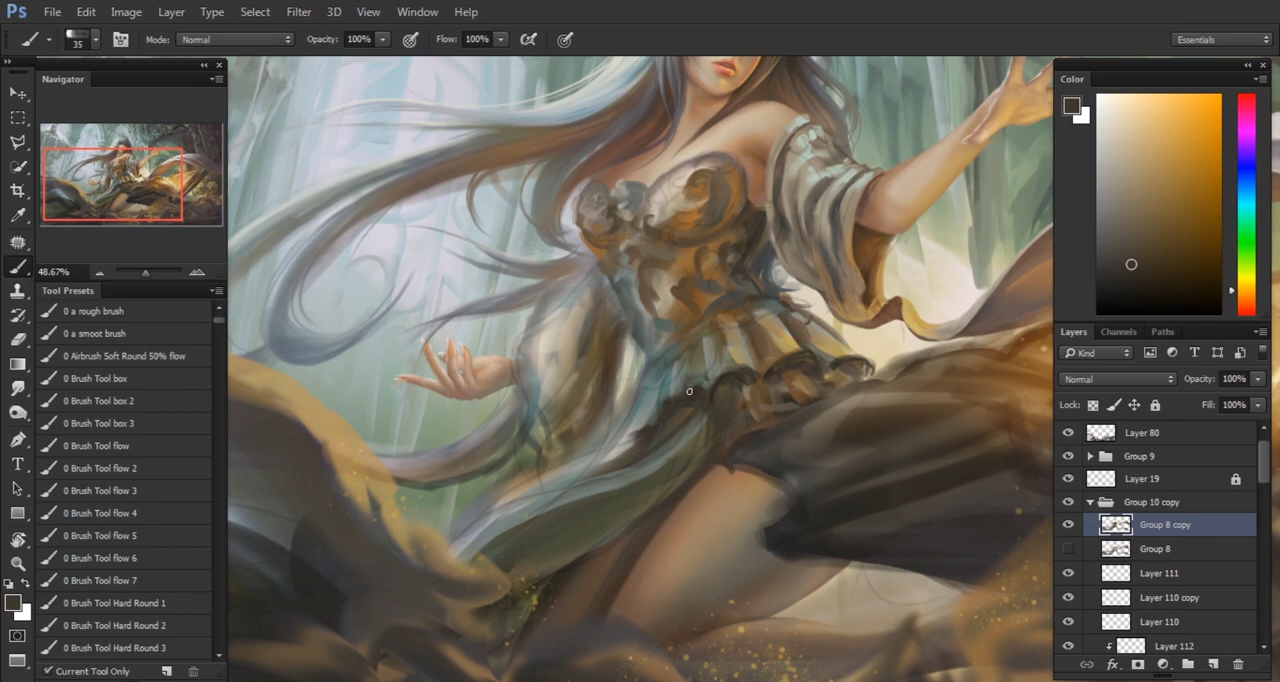 Ps File Edit Image Layer Type Select Filter 3D View Window Help
35 Mode: Normal Opacity: 100% Flow: 100% Essentials
Navigator
48.67%
Tool Presets
0 a rough brush
0 a smoot brush
0 Airbrush Soft Round 50% flow
0 Brush Tool box
0 Brush Tool box 2
0 Brush Tool box 3
0 Brush Tool flow
0 Brush Tool flow 2
0 Brush Tool flow 3
0 Brush Tool flow 4
0 Brush Tool flow 5
0 Brush Tool flow 6
0 Brush Tool flow 7
0 Brush Tool Hard Round 1
0 Brush Tool Hard Round 2
0 Brush Tool Hard Round 3
Current Tool Only
Color
Layers Channels Paths
Kind
Normal Opacity: 100%
Lock: Fill: 100%
Layer 80
Group 9
Layer 19
Group 10 copy
Group 8 copy
Group 8
Layer 111
Layer 110 copy
Layer 110
Layer 112
fx